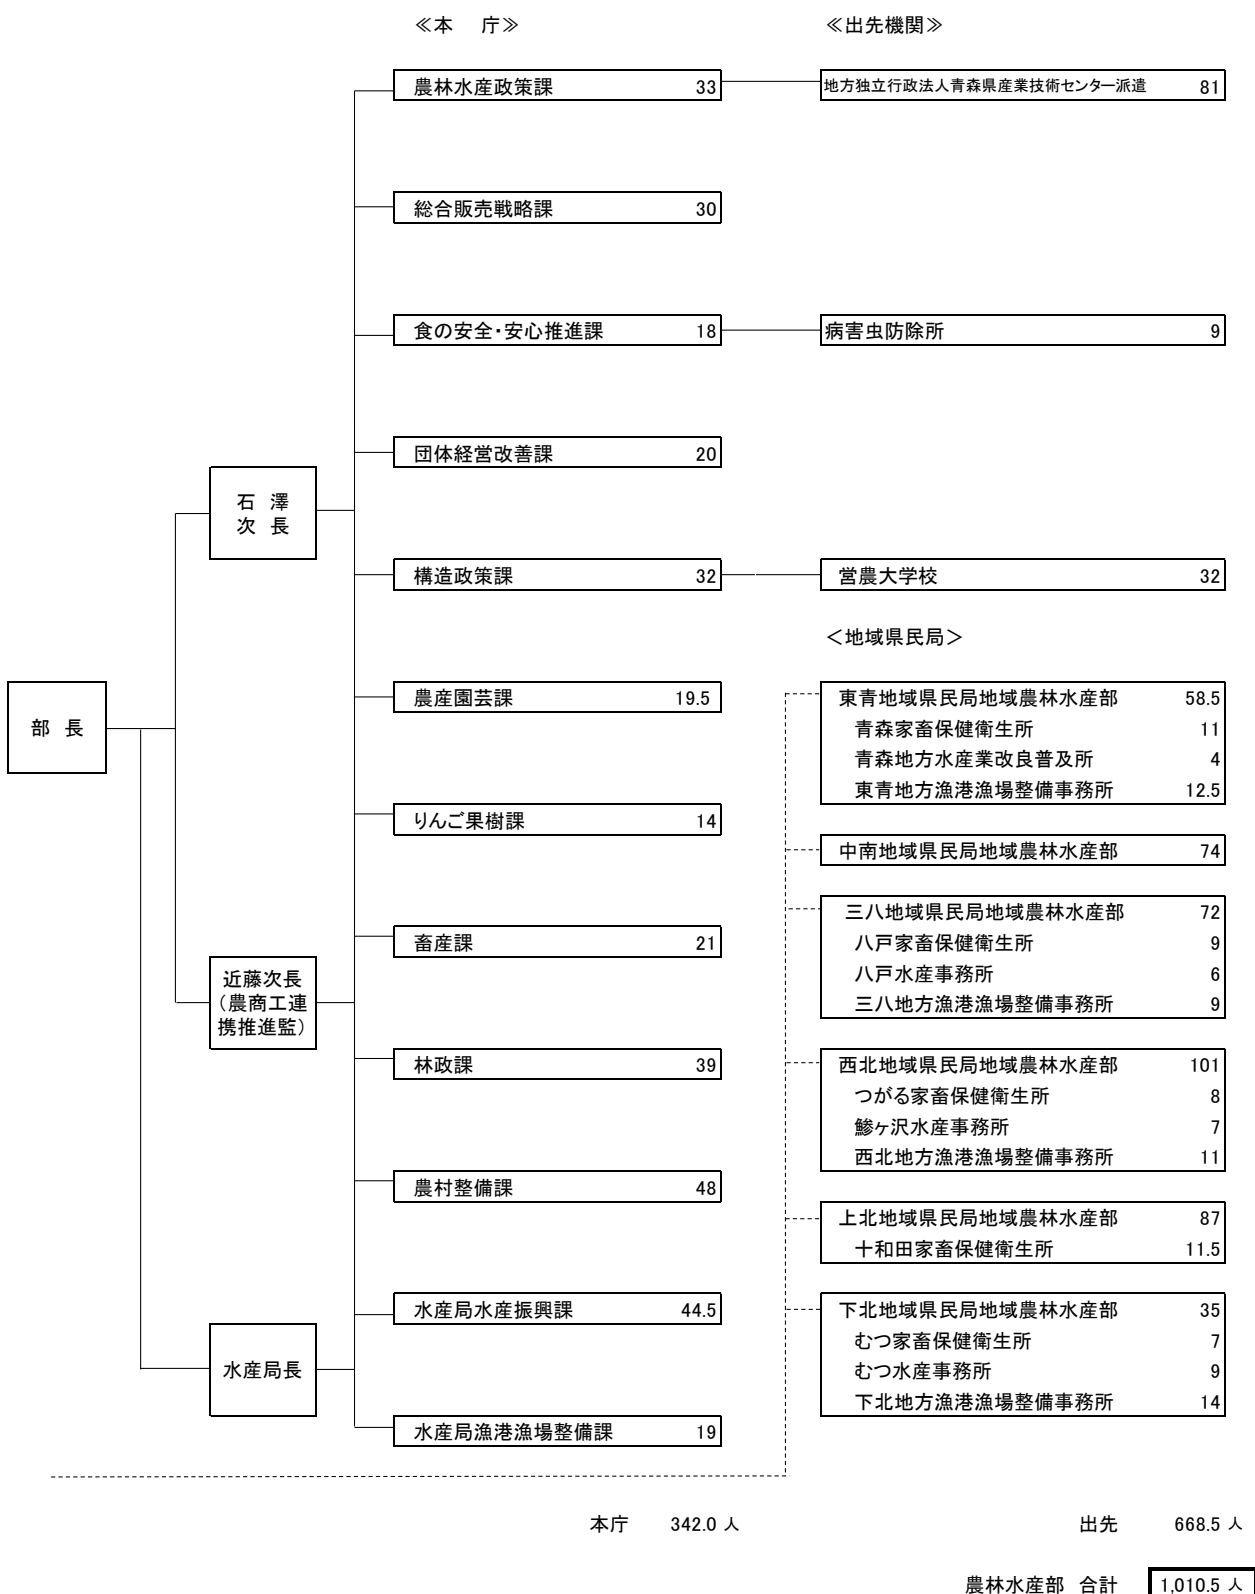 ≪本　庁≫
≪出先機関≫
農林水産政策課 33
地方独立行政法人青森県産業技術センター派遣 81
総合販売戦略課 30
食の安全・安心推進課 18
病害虫防除所 9
団体経営改善課 20
石 澤
次 長
構造政策課 32
営農大学校 32
＜地域県民局＞
部 長
農産園芸課 19.5
東青地域県民局地域農林水産部 58.5
青森家畜保健衛生所 11
青森地方水産業改良普及所 4
東青地方漁港漁場整備事務所 12.5
りんご果樹課 14
中南地域県民局地域農林水産部 74
三八地域県民局地域農林水産部 72
八戸家畜保健衛生所 9
八戸水産事務所 6
三八地方漁港漁場整備事務所 9
畜産課 21
近藤次長
（農商工連
携推進監）
林政課 39
西北地域県民局地域農林水産部 101
つがる家畜保健衛生所 8
鰺ヶ沢水産事務所 7
西北地方漁港漁場整備事務所 11
農村整備課 48
上北地域県民局地域農林水産部 87
十和田家畜保健衛生所 11.5
水産局水産振興課 44.5
下北地域県民局地域農林水産部 35
むつ家畜保健衛生所 7
むつ水産事務所 9
下北地方漁港漁場整備事務所 14
水産局長
水産局漁港漁場整備課 19
本庁 342.0 人
出先 668.5 人
農林水産部 合計 1,010.5 人